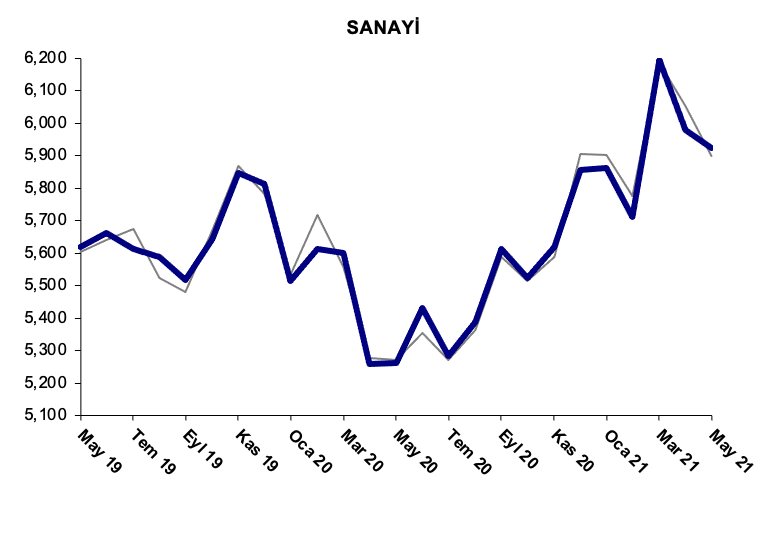 SANAYİ
6,200
6,100
6,000
5,900
5,800
5,700
5,600
5,500
5,400
5,300
5,200
5,100
May 19
Tem 19
Eyl 19
Kas 19
Oca 20
Mar 20
May 20
Tem 20
Eyl 20
Kas 20
Oca 21
Mar 21
May 21